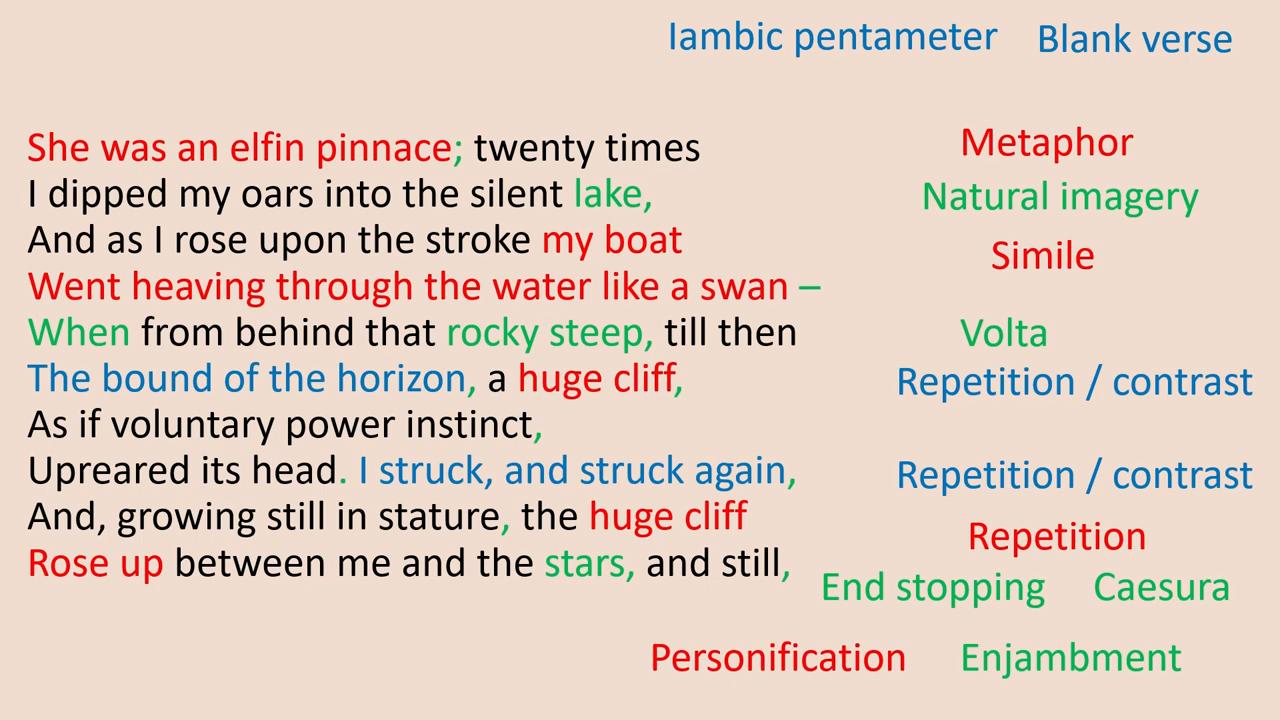 Iambic pentameter Blank verse
She was an elfin pinnace; twenty times
Metaphor
I dipped my oars into the silent lake,
Natural imagery
And as I rose upon the stroke my boat
Simile
Went heaving through the water like a swan –
When from behind that rocky steep, till then
Volta
The bound of the horizon, a huge cliff,
Repetition / contrast
As if voluntary power instinct,
Upreared its head. I struck, and struck again,
Repetition / contrast
And, growing still in stature, the huge cliff
Repetition
Rose up between me and the stars, and still,
End stopping Caesura
Personification Enjambment